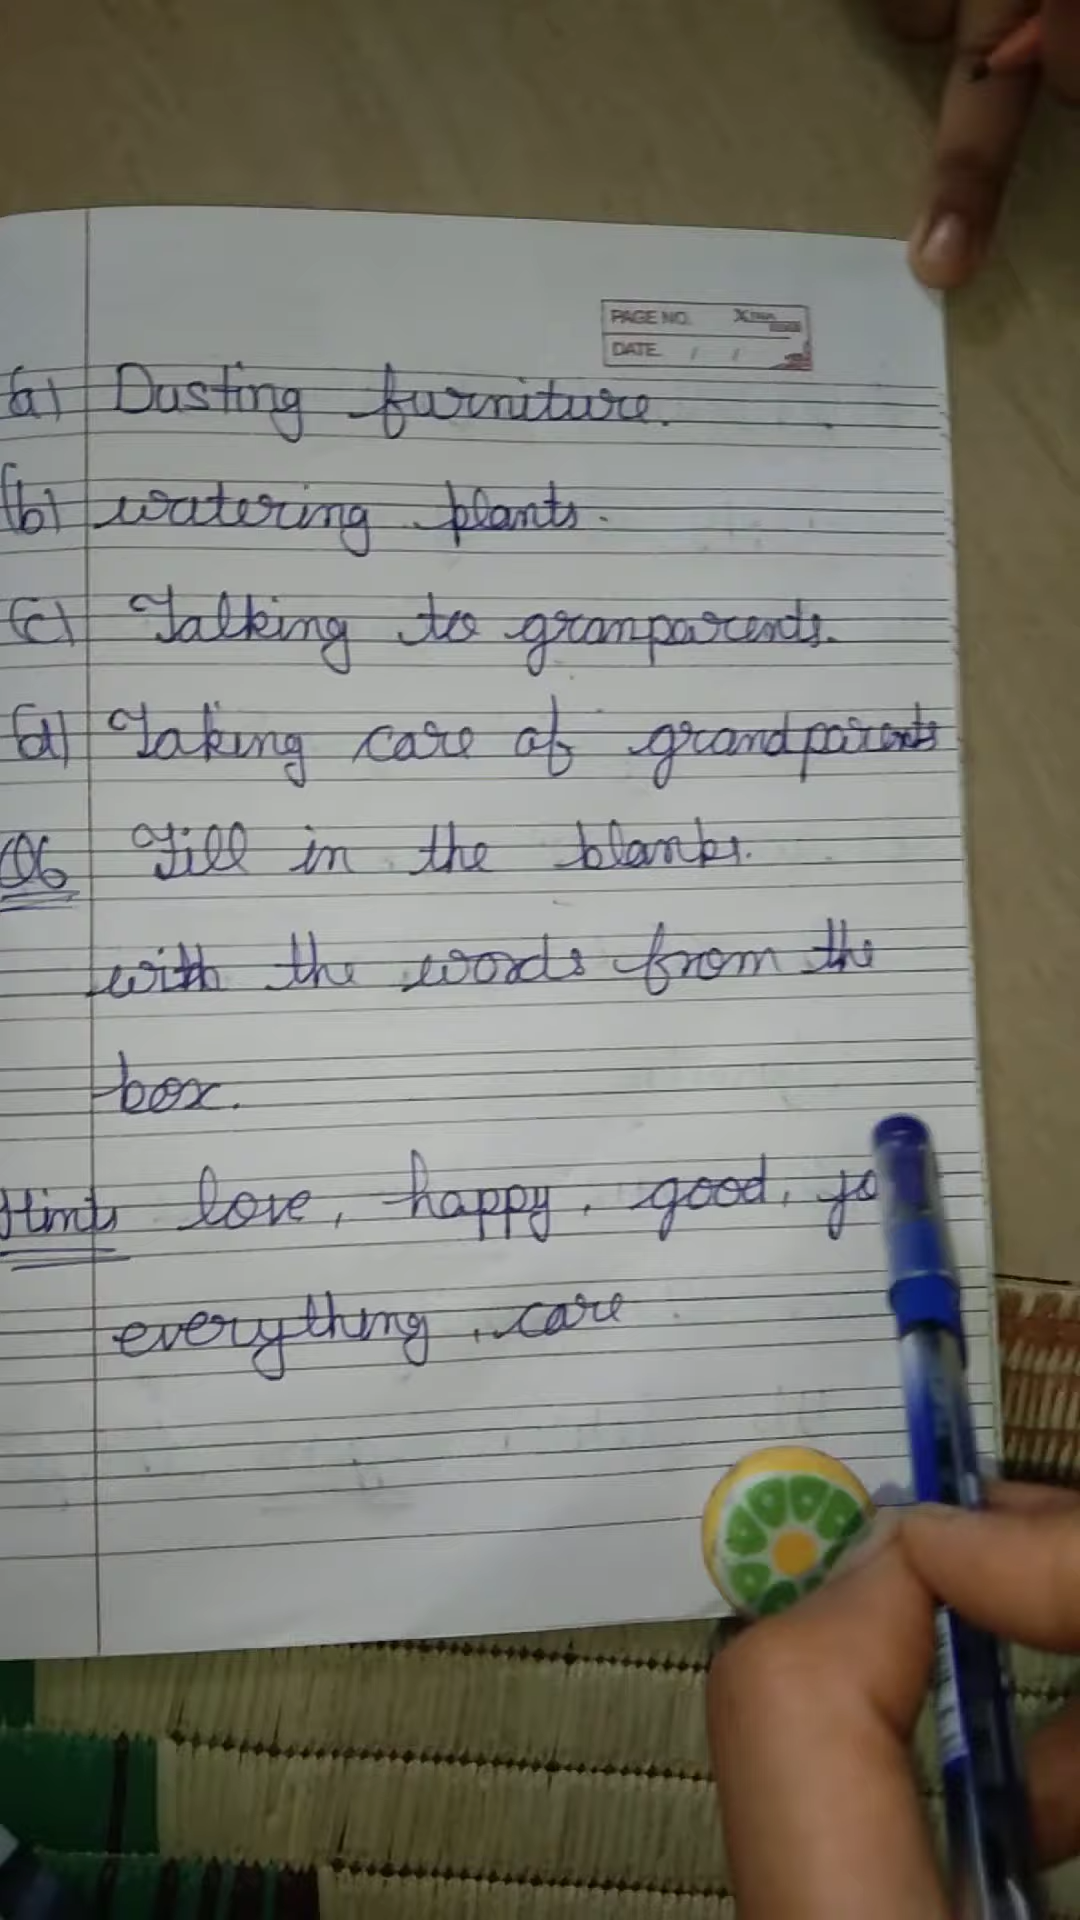 PAGE NO.
DATE / /
(a) Dusting furniture.
(b) watering plants.
(c) Talking to granparents.
(d) Taking care of grandparents
Q6 Fill in the blanks.
with the words from the
box.
Hints love, happy, good,
everything, care